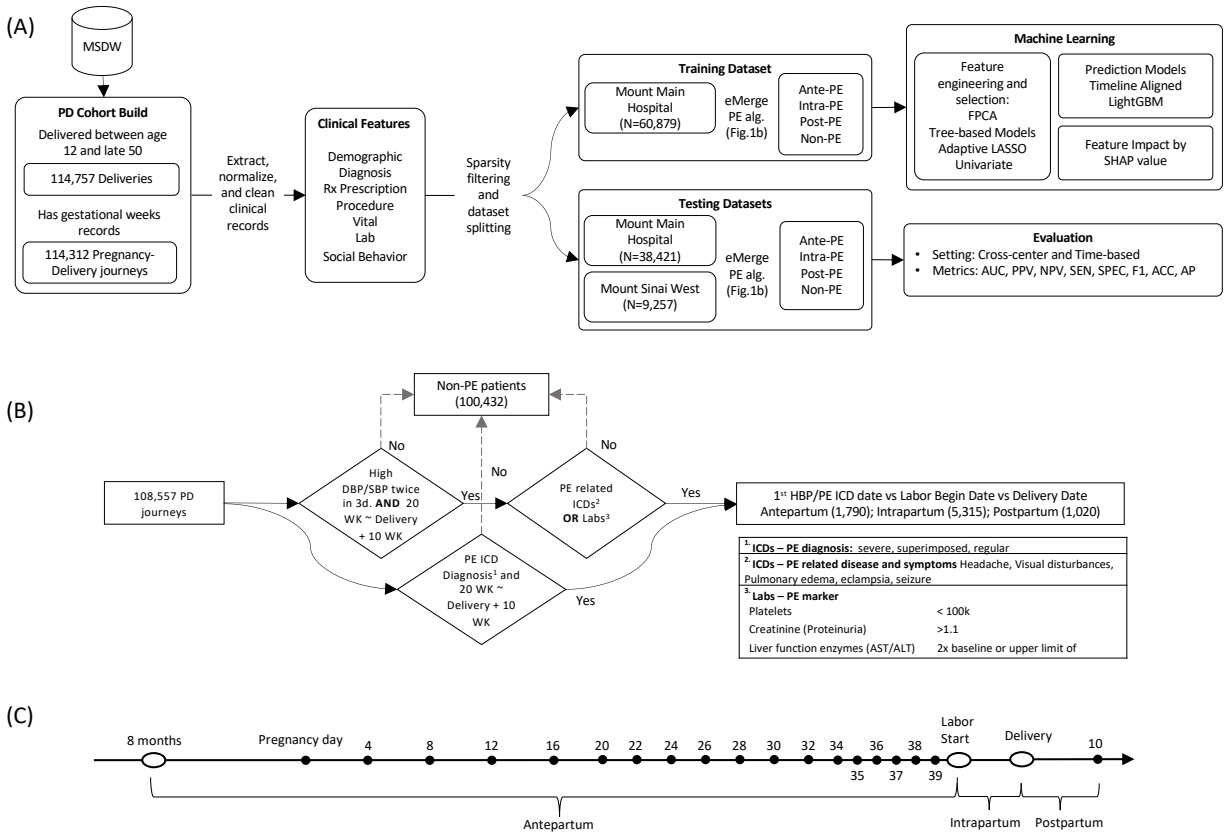 (A)
MSDW
PD Cohort Build
Delivered between age
12 and late 50
114,757 Deliveries
Has gestational weeks
records
114,312 Pregnancy-
Delivery journeys
Extract,
normalize,
and clean
clinical
records
Clinical Features
Demographic
Diagnosis
Rx Prescription
Procedure
Vital
Lab
Social Behavior
Sparsity
filtering
and
dataset
splitting
Training Dataset
Mount Main
Hospital
(N=60,879)
eMerge
PE alg.
(Fig.1b)
Ante-PE
Intra-PE
Post-PE
Non-PE
Testing Datasets
Mount Main
Hospital
(N=38,421)
Mount Sinai West
(N=9,257)
eMerge
PE alg.
(Fig.1b)
Ante-PE
Intra-PE
Post-PE
Non-PE
Machine Learning
Feature
engineering and
selection:
FPCA
Tree-based Models
Adaptive LASSO
Univariate
Prediction Models
Timeline Aligned
LightGBM
Feature Impact by
SHAP value
Evaluation
• Setting: Cross-center and Time-based
• Metrics: AUC, PPV, NPV, SEN, SPEC, F1, ACC, AP
(B)
Non-PE patients
(100,432)
108,557 PD
journeys
No
High
DBP/SBP twice
in 3d. AND 20
WK ~ Delivery
+ 10 WK
Yes
No
No
PE related
ICDs2
OR Labs3
Yes
PE ICD
Diagnosis1 and
20 WK ~
Delivery + 10
WK
Yes
1st HBP/PE ICD date vs Labor Begin Date vs Delivery Date
Antepartum (1,790); Intrapartum (5,315); Postpartum (1,020)
1. ICDs – PE diagnosis: severe, superimposed, regular
2. ICDs – PE related disease and symptoms Headache, Visual disturbances,
Pulmonary edema, eclampsia, seizure
3. Labs – PE marker
Platelets < 100k
Creatinine (Proteinuria) >1.1
Liver function enzymes (AST/ALT) 2x baseline or upper limit of
(C)
8 months Pregnancy day 4 8 12 16 20 22 24 26 28 30 32 34 36 38 Labor
Start Delivery 10
35 37 39
Antepartum Intrapartum Postpartum